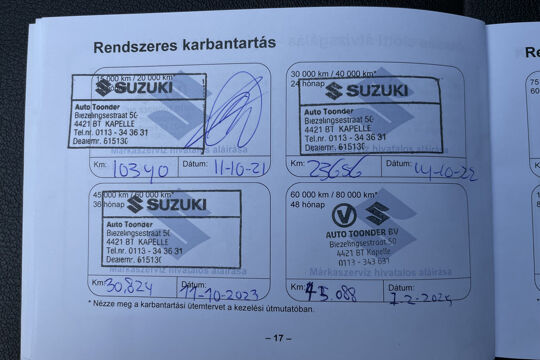 Rendszeres karbantartás
Re
15 000 km / 20 000 km*
SUZUKI
Auto Toonder
Biezelingsestraat 50
4421 BT KAPELLE
Tel.nr. 0113 - 34 36 31
Dealernr. 615130
Márkaszerviz hivatalos aláírása
Km: 10340 Dátum: 11-10-21
30 000 km / 40 000 km*
24 hónap
SUZUKI
Auto Toonder
Biezelingsestraat 50
4421 BT KAPELLE
Tel.nr. 0113 - 34 36 31
Dealernr. 615130
Márkaszerviz hivatalos aláírása
Km: 23656 Dátum: 14-10-22
45 000 km / 60 000 km*
36 hónap
SUZUKI
Auto Toonder
Biezelingsestraat 50
4421 BT KAPELLE
Tel.nr. 0113 - 34 36 31
Dealernr. 615130
Km: 30.824 Dátum: 11-10-2023
60 000 km / 80 000 km*
48 hónap
AUTO TOONDER BV
Biezelingsestraat 50
4421 BT Kapelle
0113 - 343 631
Márkaszerviz hivatalos aláírása
Km: 45.088 Dátum:
* Nézze meg a karbantartási ütemtervet a kezelési útmutatóban.
– 17 –